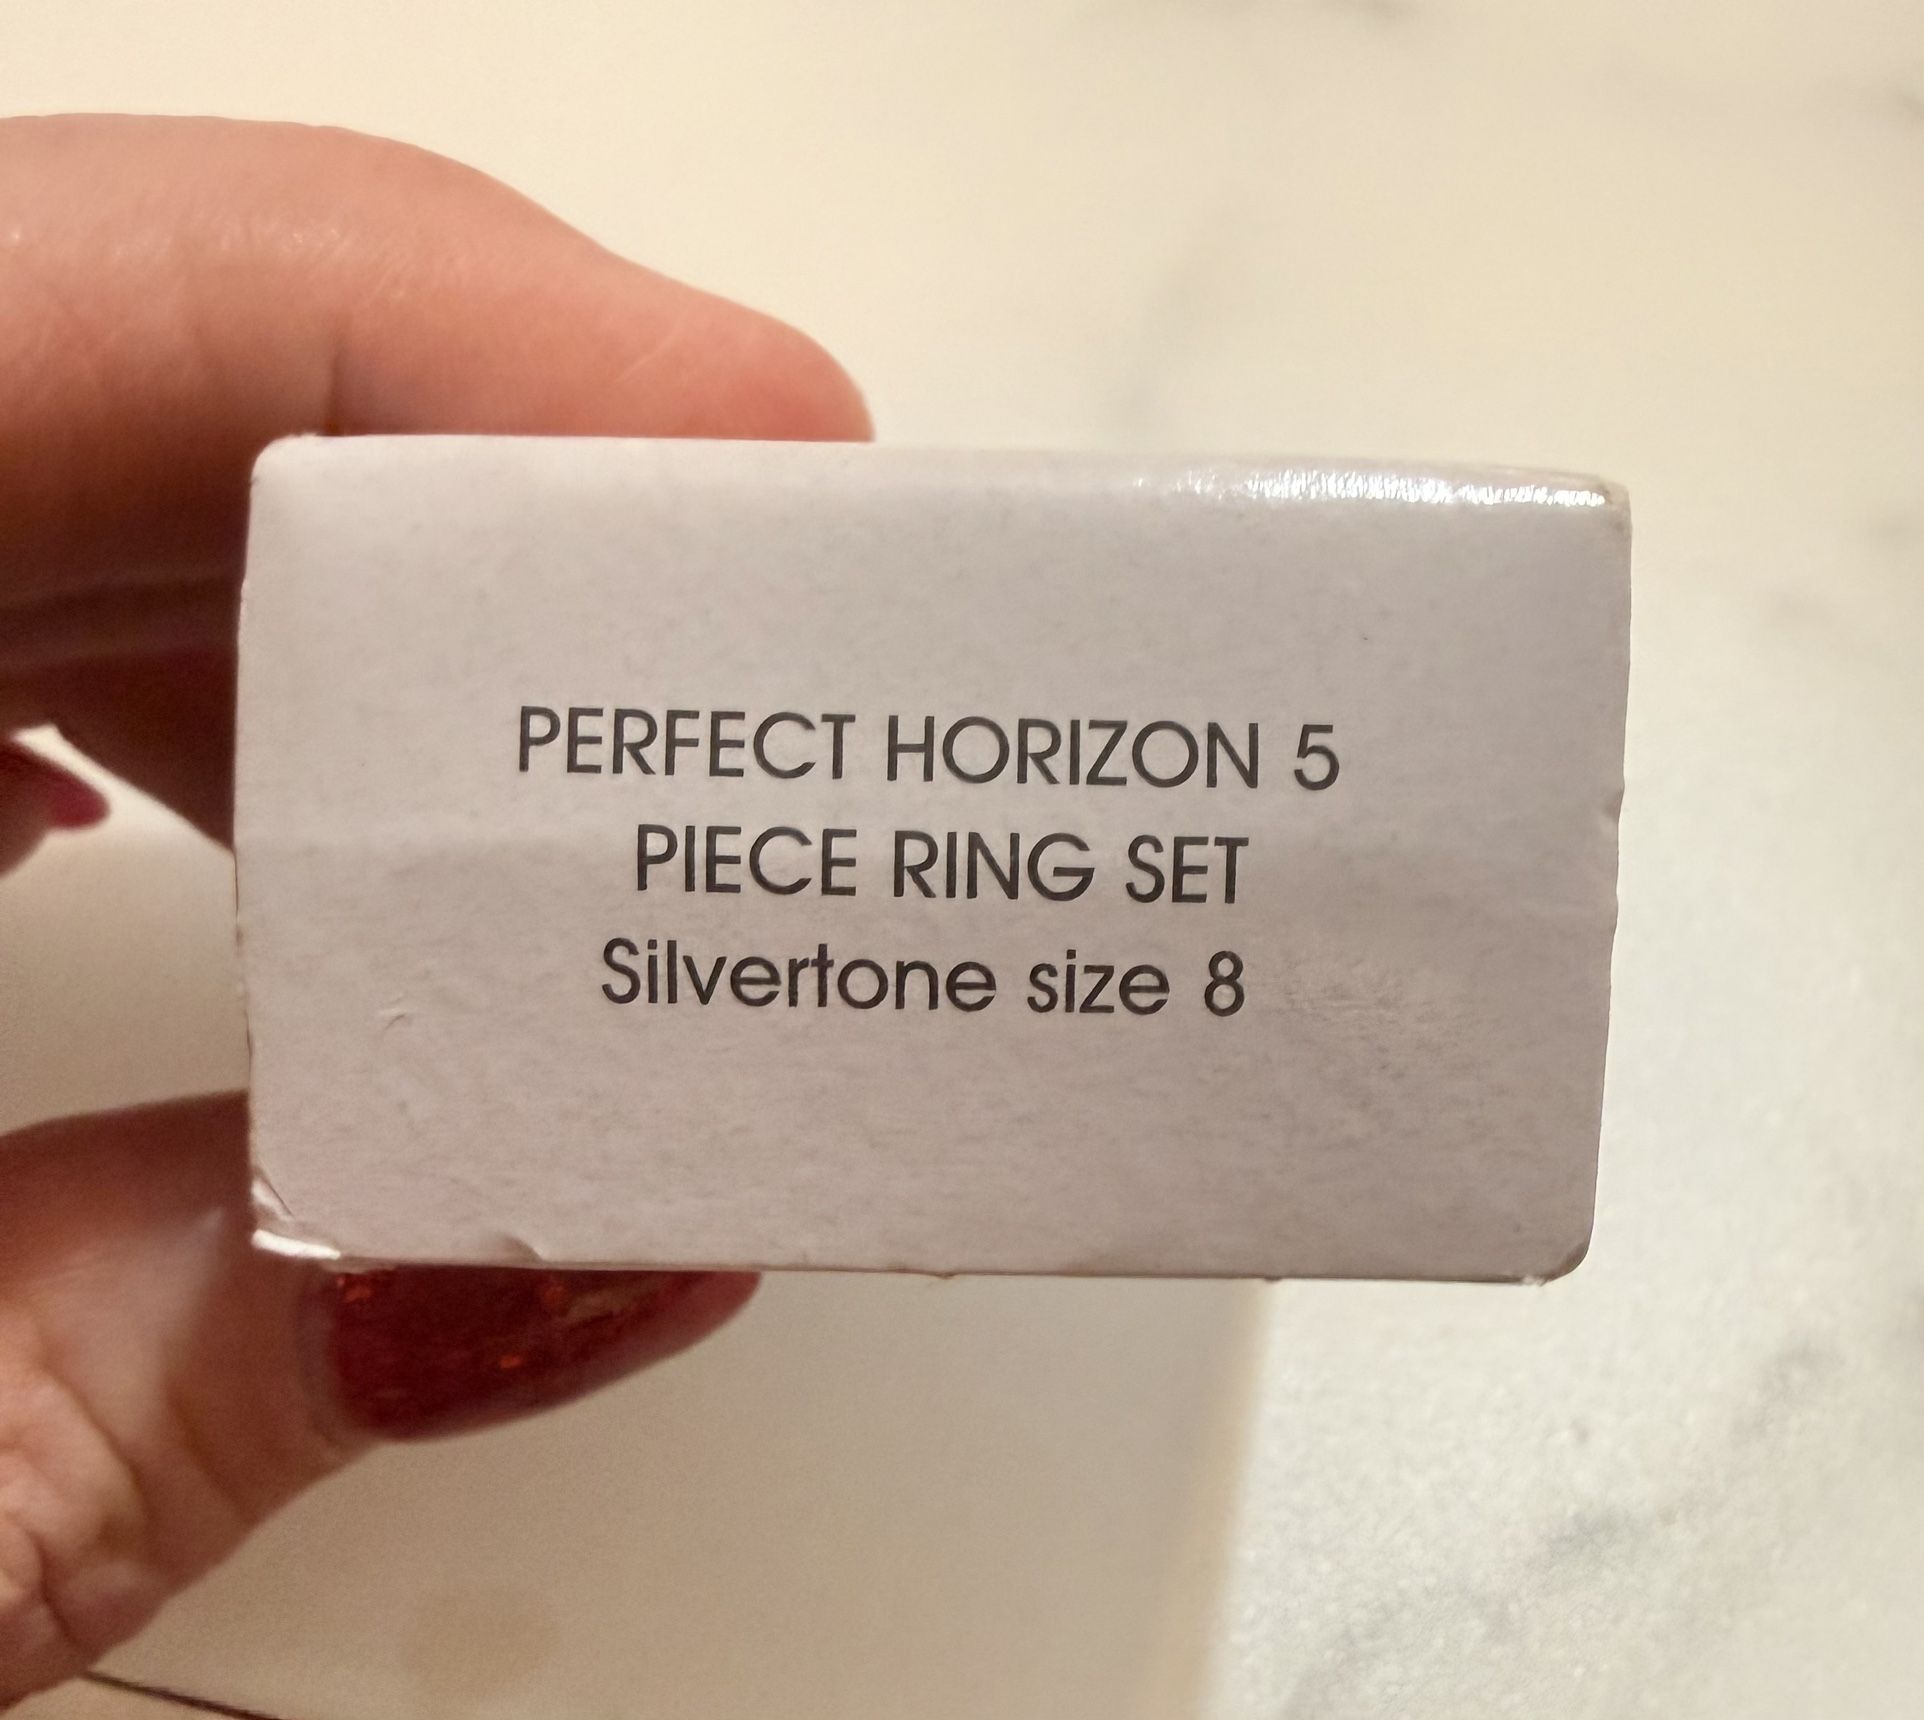 PERFECT HORIZON 5
PIECE RING SET
Silvertone size 8